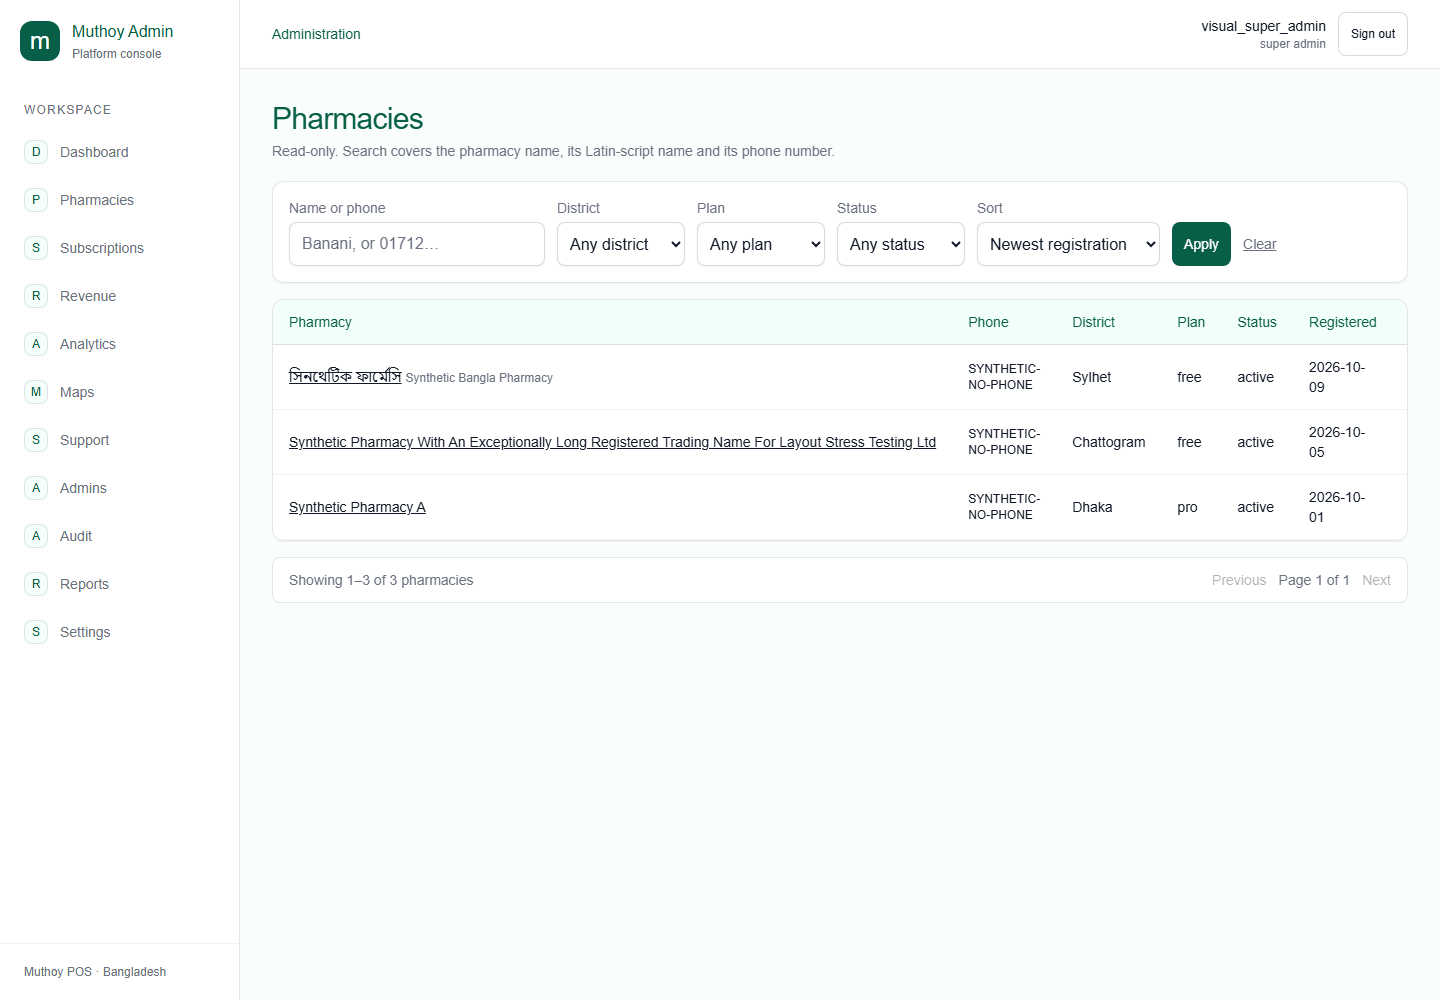 m
Muthoy Admin
Platform console
WORKSPACE
D Dashboard
P Pharmacies
S Subscriptions
R Revenue
A Analytics
M Maps
S Support
A Admins
A Audit
R Reports
S Settings
Muthoy POS · Bangladesh
Administration
visual_super_admin
super admin
Sign out
Pharmacies
Read-only. Search covers the pharmacy name, its Latin-script name and its phone number.
Name or phone District Plan Status Sort
Banani, or 01712… Any district Any plan Any status Newest registration Apply Clear
Pharmacy Phone District Plan Status Registered
সিনথেটিক ফার্মেসি Synthetic Bangla Pharmacy SYNTHETIC-NO-PHONE Sylhet free active 2026-10-09
Synthetic Pharmacy With An Exceptionally Long Registered Trading Name For Layout Stress Testing Ltd SYNTHETIC-NO-PHONE Chattogram free active 2026-10-05
Synthetic Pharmacy A SYNTHETIC-NO-PHONE Dhaka pro active 2026-10-01
Showing 1–3 of 3 pharmacies Previous Page 1 of 1 Next